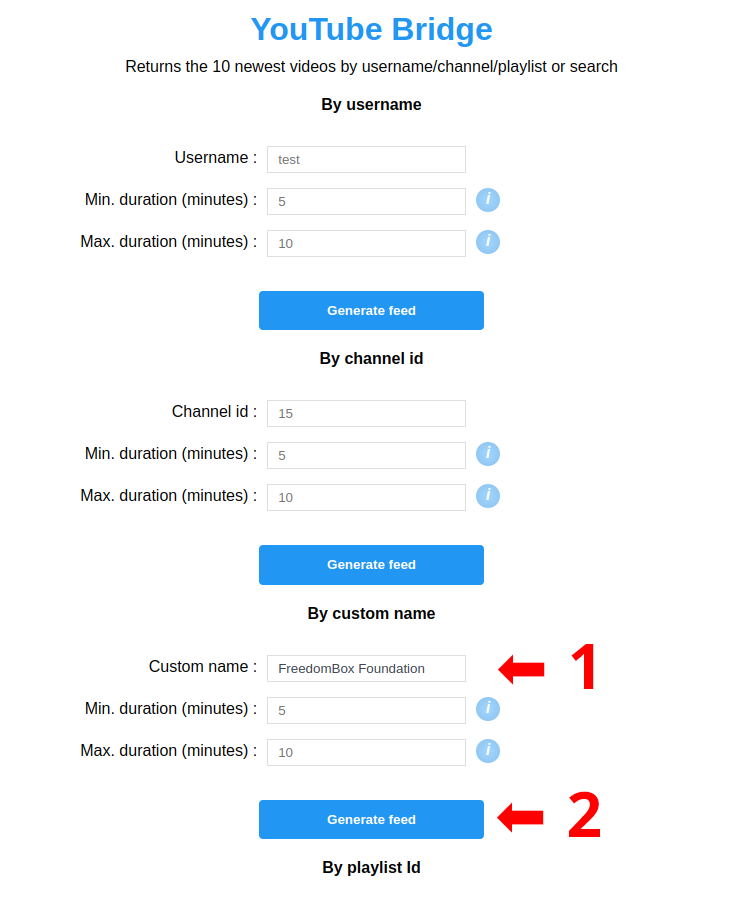 YouTube Bridge
Returns the 10 newest videos by username/channel/playlist or search
By username
Username : test
Min. duration (minutes) : 5 i
Max. duration (minutes) : 10 i
Generate feed
By channel id
Channel id : 15
Min. duration (minutes) : 5 i
Max. duration (minutes) : 10 i
Generate feed
By custom name
Custom name : FreedomBox Foundation 1
Min. duration (minutes) : 5 i
Max. duration (minutes) : 10 i
Generate feed 2
By playlist Id